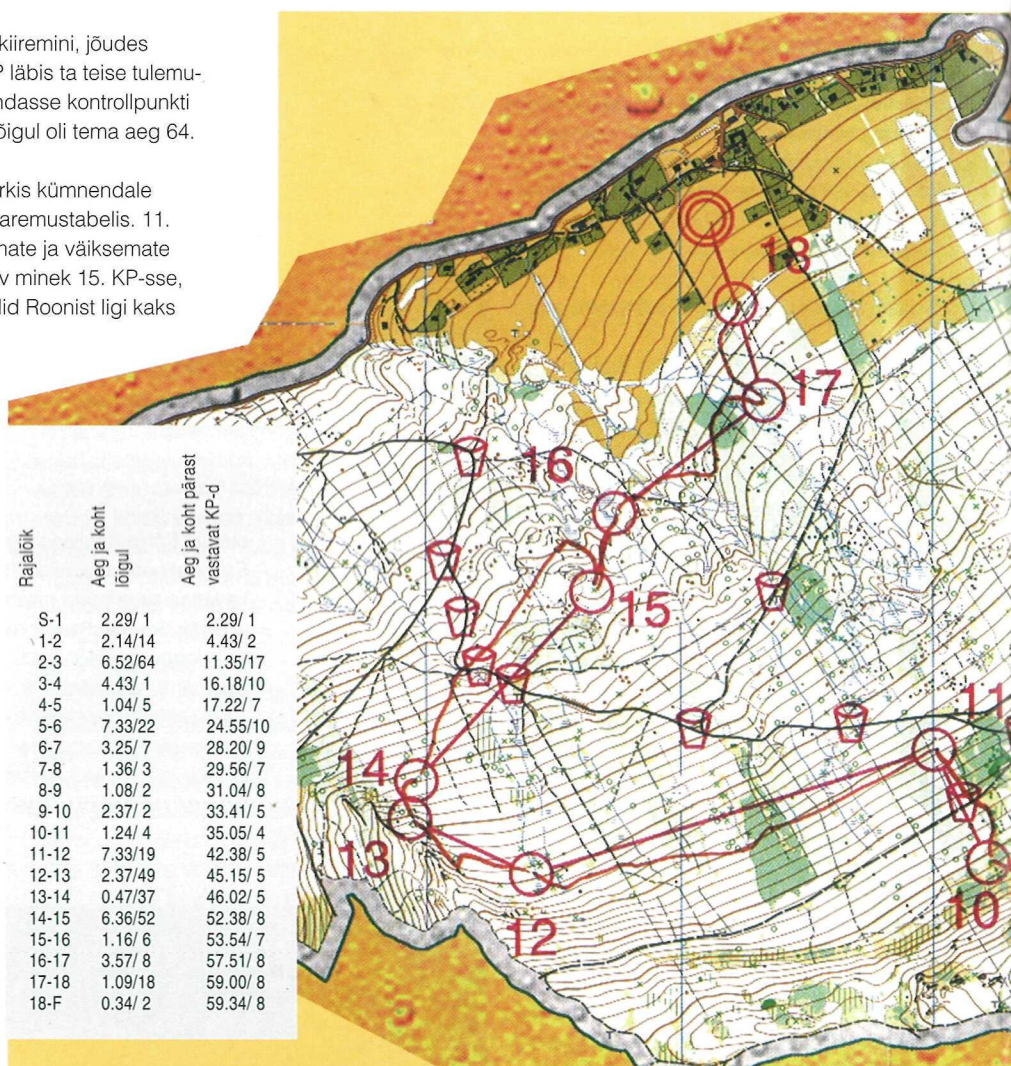 kiiremini, jõudes
P läbis ta teise tulemu-
ndasse kontrollpunkti
õigul oli tema aeg 64.
rkis kümnendale
aremustabelis. 11.
nate ja väiksemate
v minek 15. KP-sse,
lid Roonist ligi kaks
Rajalõik
Aeg ja koht
lõigul
Aeg ja koht pärast
vastavat KP-d
S-1 2.29/ 1 2.29/ 1
1-2 2.14/14 4.43/ 2
2-3 6.52/64 11.35/17
3-4 4.43/ 1 16.18/10
4-5 1.04/ 5 17.22/ 7
5-6 7.33/22 24.55/10
6-7 3.25/ 7 28.20/ 9
7-8 1.36/ 3 29.56/ 7
8-9 1.08/ 2 31.04/ 8
9-10 2.37/ 2 33.41/ 5
10-11 1.24/ 4 35.05/ 4
11-12 7.33/19 42.38/ 5
12-13 2.37/49 45.15/ 5
13-14 0.47/37 46.02/ 5
14-15 6.36/52 52.38/ 8
15-16 1.16/ 6 53.54/ 7
16-17 3.57/ 8 57.51/ 8
17-18 1.09/18 59.00/ 8
18-F 0.34/ 2 59.34/ 8
18
17
16
15
11
14
13
12
10